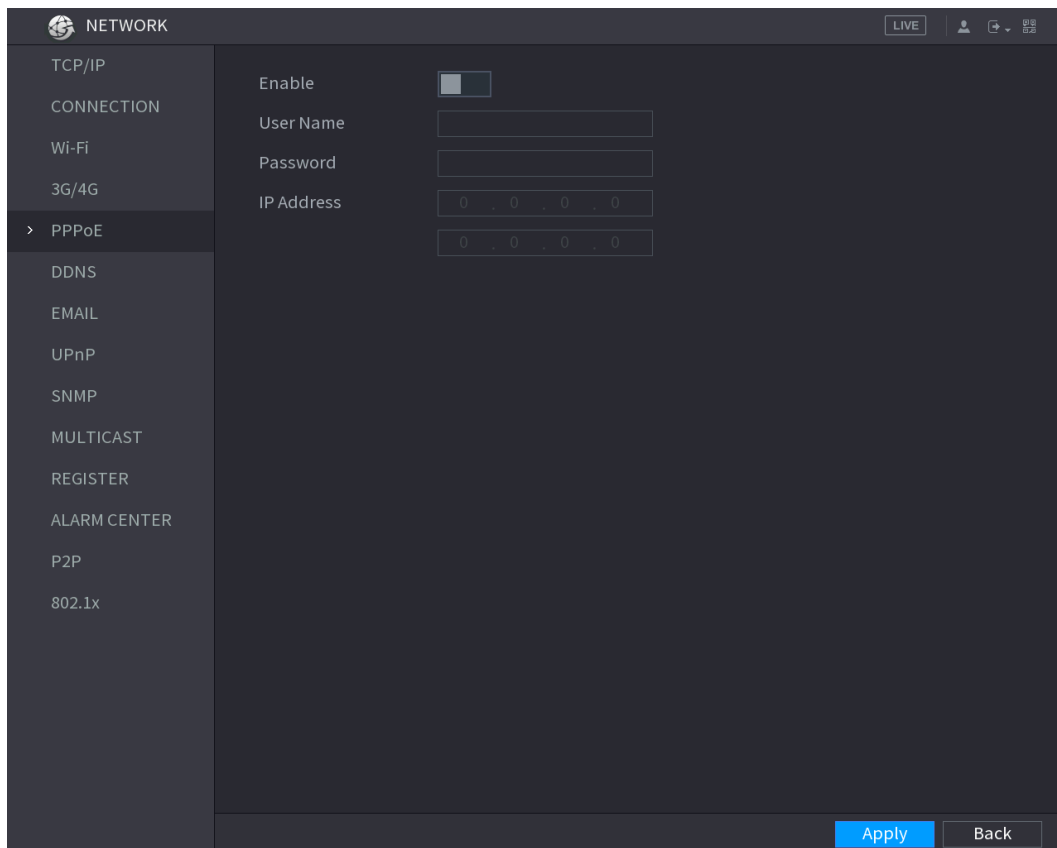 NETWORK
LIVE
TCP/IP
CONNECTION
Wi-Fi
3G/4G
PPPoE
DDNS
EMAIL
UPnP
SNMP
MULTICAST
REGISTER
ALARM CENTER
P2P
802.1x
Enable
User Name
Password
IP Address
0 . 0 . 0 . 0
0 . 0 . 0 . 0
Apply
Back